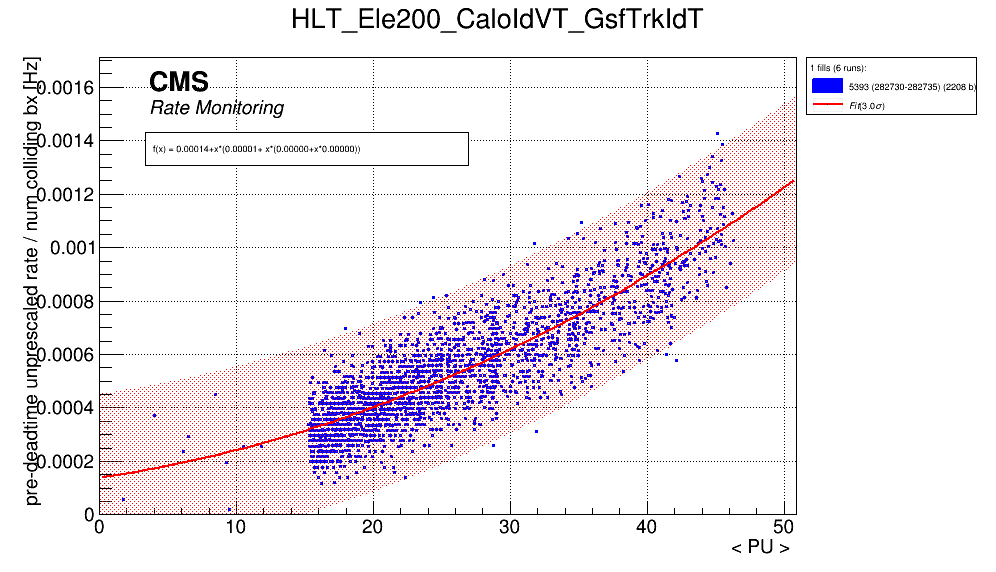 HLT_Ele200_CaloIdVT_GsfTrkIdT
pre-deadtime unprescaled rate / num colliding bx [Hz]
0.0016
0.0014
0.0012
0.001
0.0008
0.0006
0.0004
0.0002
0
CMS
Rate Monitoring
f(x) = 0.00014+x*(0.00001+ x*(0.00000+x*0.00000))
0 10 20 30 40 50
< PU >
1 fills (6 runs):
5393 (282730-282735) (2208 b)
Fit(3.0σ)